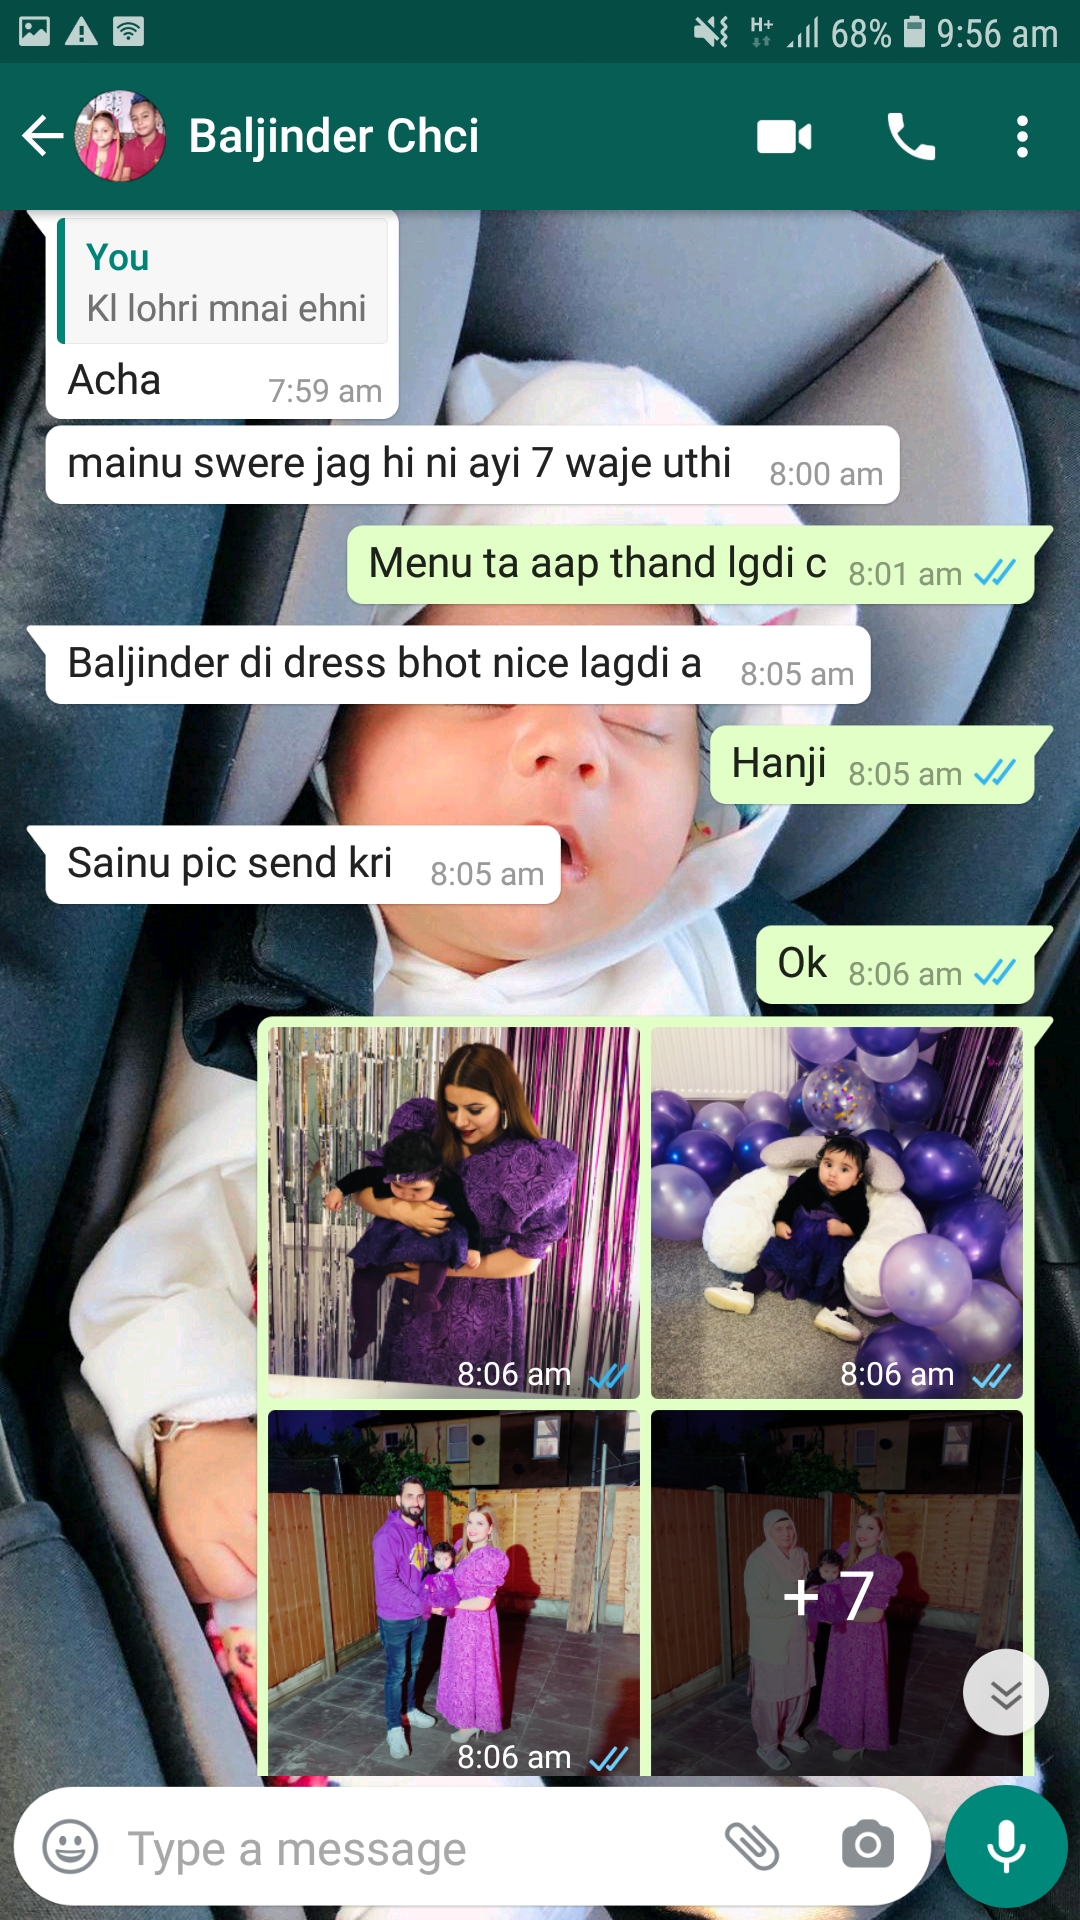 H+ 68% 9:56 am
Baljinder Chci
You
Kl lohri mnai ehni
Acha 7:59 am
mainu swere jag hi ni ayi 7 waje uthi 8:00 am
Menu ta aap thand lgdi c 8:01 am
Baljinder di dress bhot nice lagdi a 8:05 am
Hanji 8:05 am
Sainu pic send kri 8:05 am
Ok 8:06 am
8:06 am 8:06 am
+ 7
8:06 am
Type a message